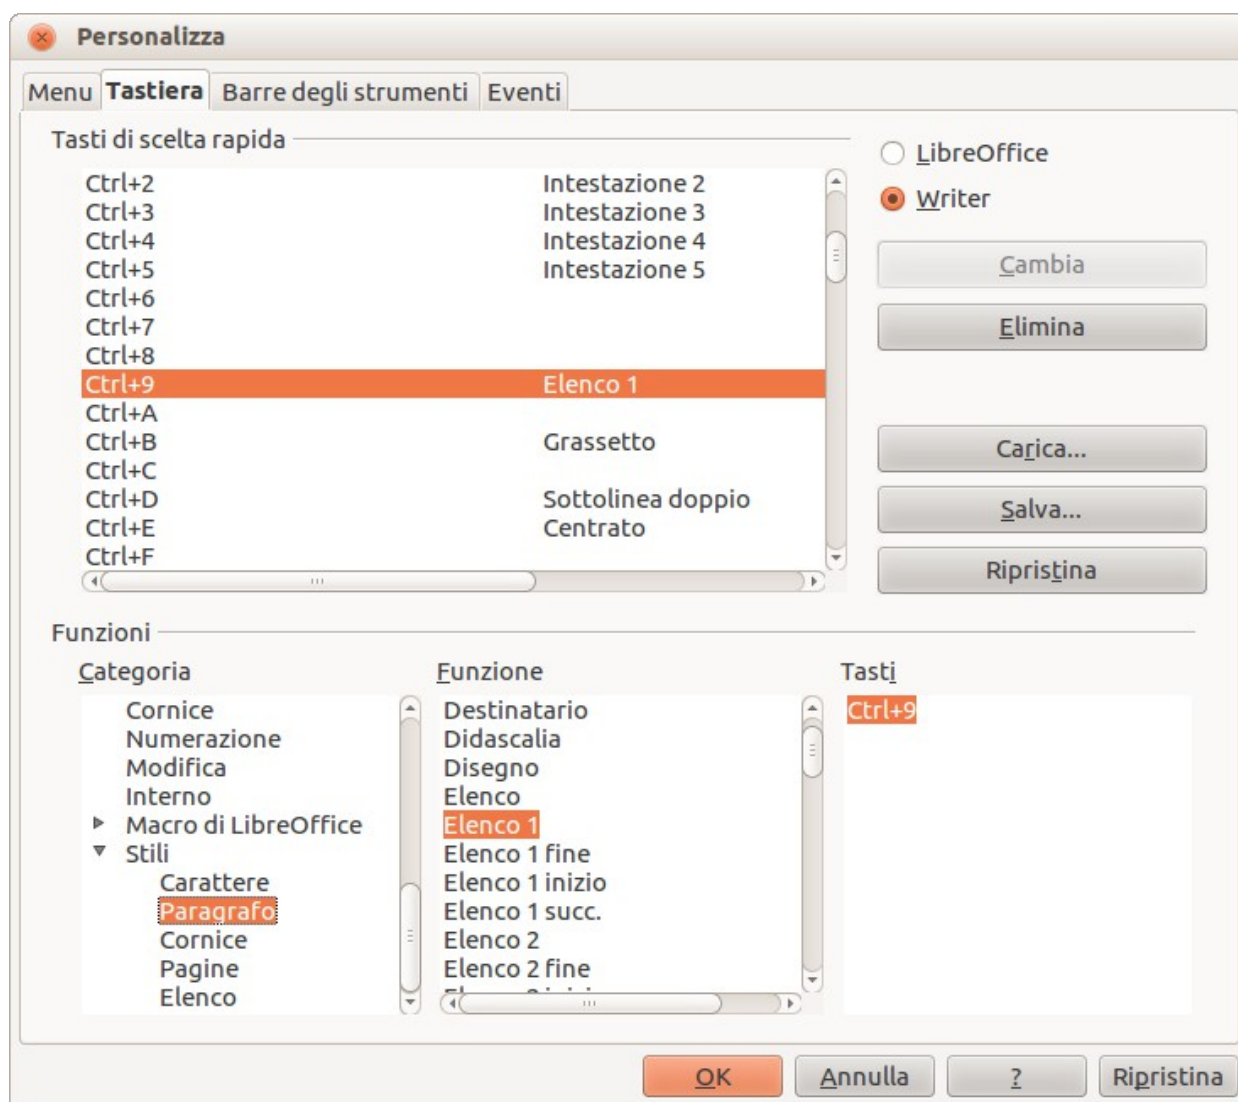 Personalizza
Menu Tastiera Barre degli strumenti Eventi
Tasti di scelta rapida
Ctrl+2 Intestazione 2
Ctrl+3 Intestazione 3
Ctrl+4 Intestazione 4
Ctrl+5 Intestazione 5
Ctrl+6
Ctrl+7
Ctrl+8
Ctrl+9 Elenco 1
Ctrl+A
Ctrl+B Grassetto
Ctrl+C
Ctrl+D Sottolinea doppio
Ctrl+E Centrato
Ctrl+F
LibreOffice
Writer
Cambia
Elimina
Carica...
Salva...
Ripristina
Funzioni
Categoria
Cornice
Numerazione
Modifica
Interno
Macro di LibreOffice
Stili
Carattere
Paragrafo
Cornice
Pagine
Elenco
Funzione
Destinatario
Didascalia
Disegno
Elenco
Elenco 1
Elenco 1 fine
Elenco 1 inizio
Elenco 1 succ.
Elenco 2
Elenco 2 fine
Tasti
Ctrl+9
OK Annulla ? Ripristina